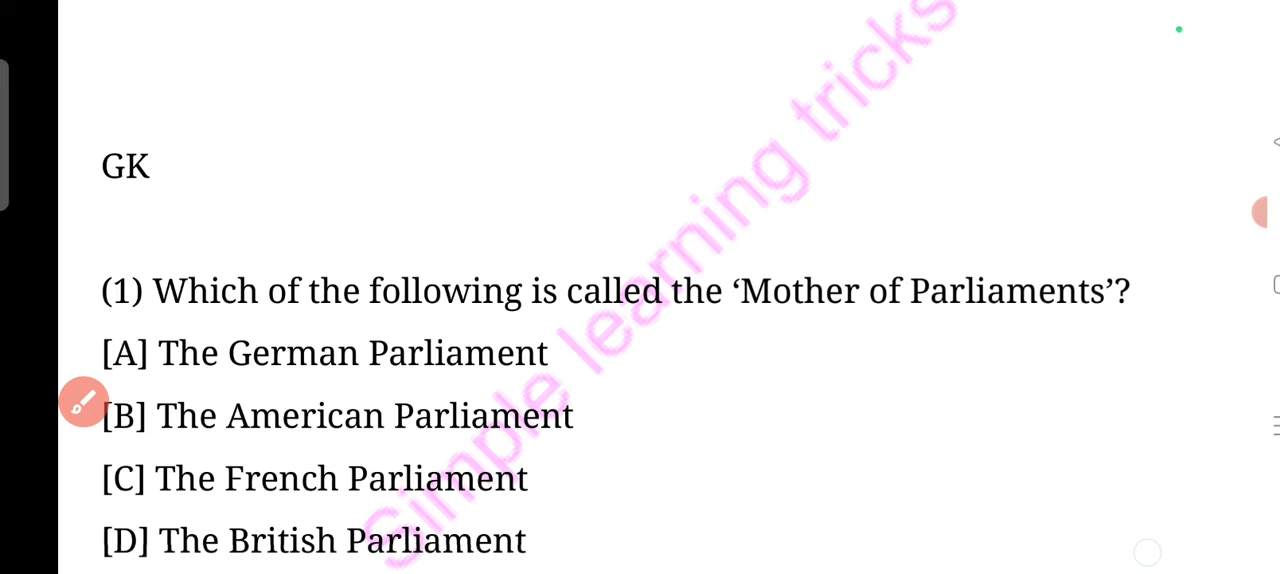 GK
(1) Which of the following is called the ‘Mother of Parliaments’?
[A] The German Parliament
[B] The American Parliament
[C] The French Parliament
[D] The British Parliament
Simple learning tricks